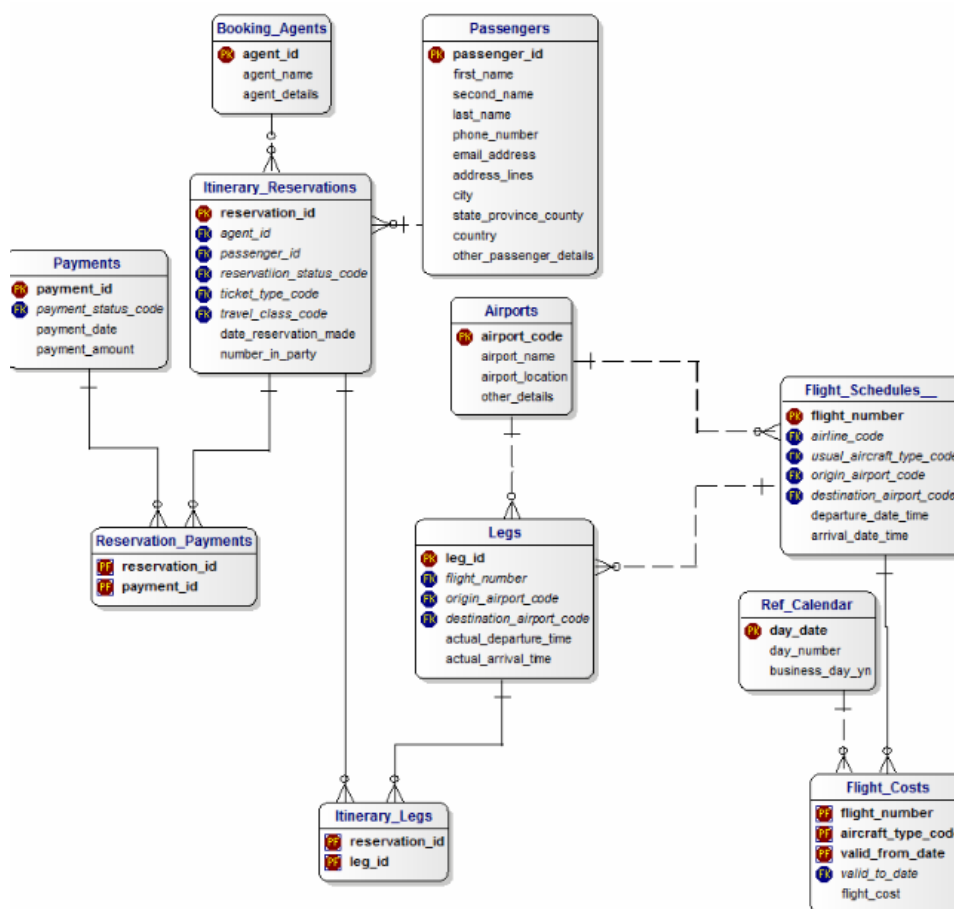 Booking_Agents
PK agent_id
agent_name
agent_details
Passengers
PK passenger_id
first_name
second_name
last_name
phone_number
email_address
address_lines
city
state_province_county
country
other_passenger_details
Itinerary_Reservations
PK reservation_id
FK agent_id
FK passenger_id
FK reservatiion_status_code
FK ticket_type_code
FK travel_class_code
date_reservation_made
number_in_party
Payments
PK payment_id
FK payment_status_code
payment_date
payment_amount
Airports
PK airport_code
airport_name
airport_location
other_details
Flight_Schedules__
PK flight_number
FK airline_code
FK usual_aircraft_type_code
FK origin_airport_code
FK destination_airport_code
departure_date_time
arrival_date_time
Reservation_Payments
PF reservation_id
PF payment_id
Legs
PK leg_id
FK flight_number
FK origin_airport_code
FK destination_airport_code
actual_departure_time
actual_arrival_time
Ref_Calendar
PK day_date
day_number
business_day_yn
Itinerary_Legs
PF reservation_id
PF leg_id
Flight_Costs
PF flight_number
PF aircraft_type_code
PF valid_from_date
FK valid_to_date
flight_cost